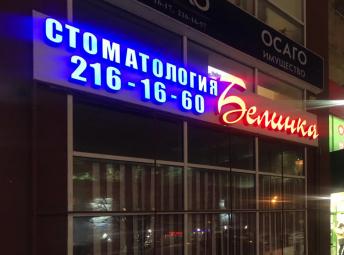 ОСАГО
ИМУЩЕСТВО
СТОМАТОЛОГИЯ
216-16-60
Белинка